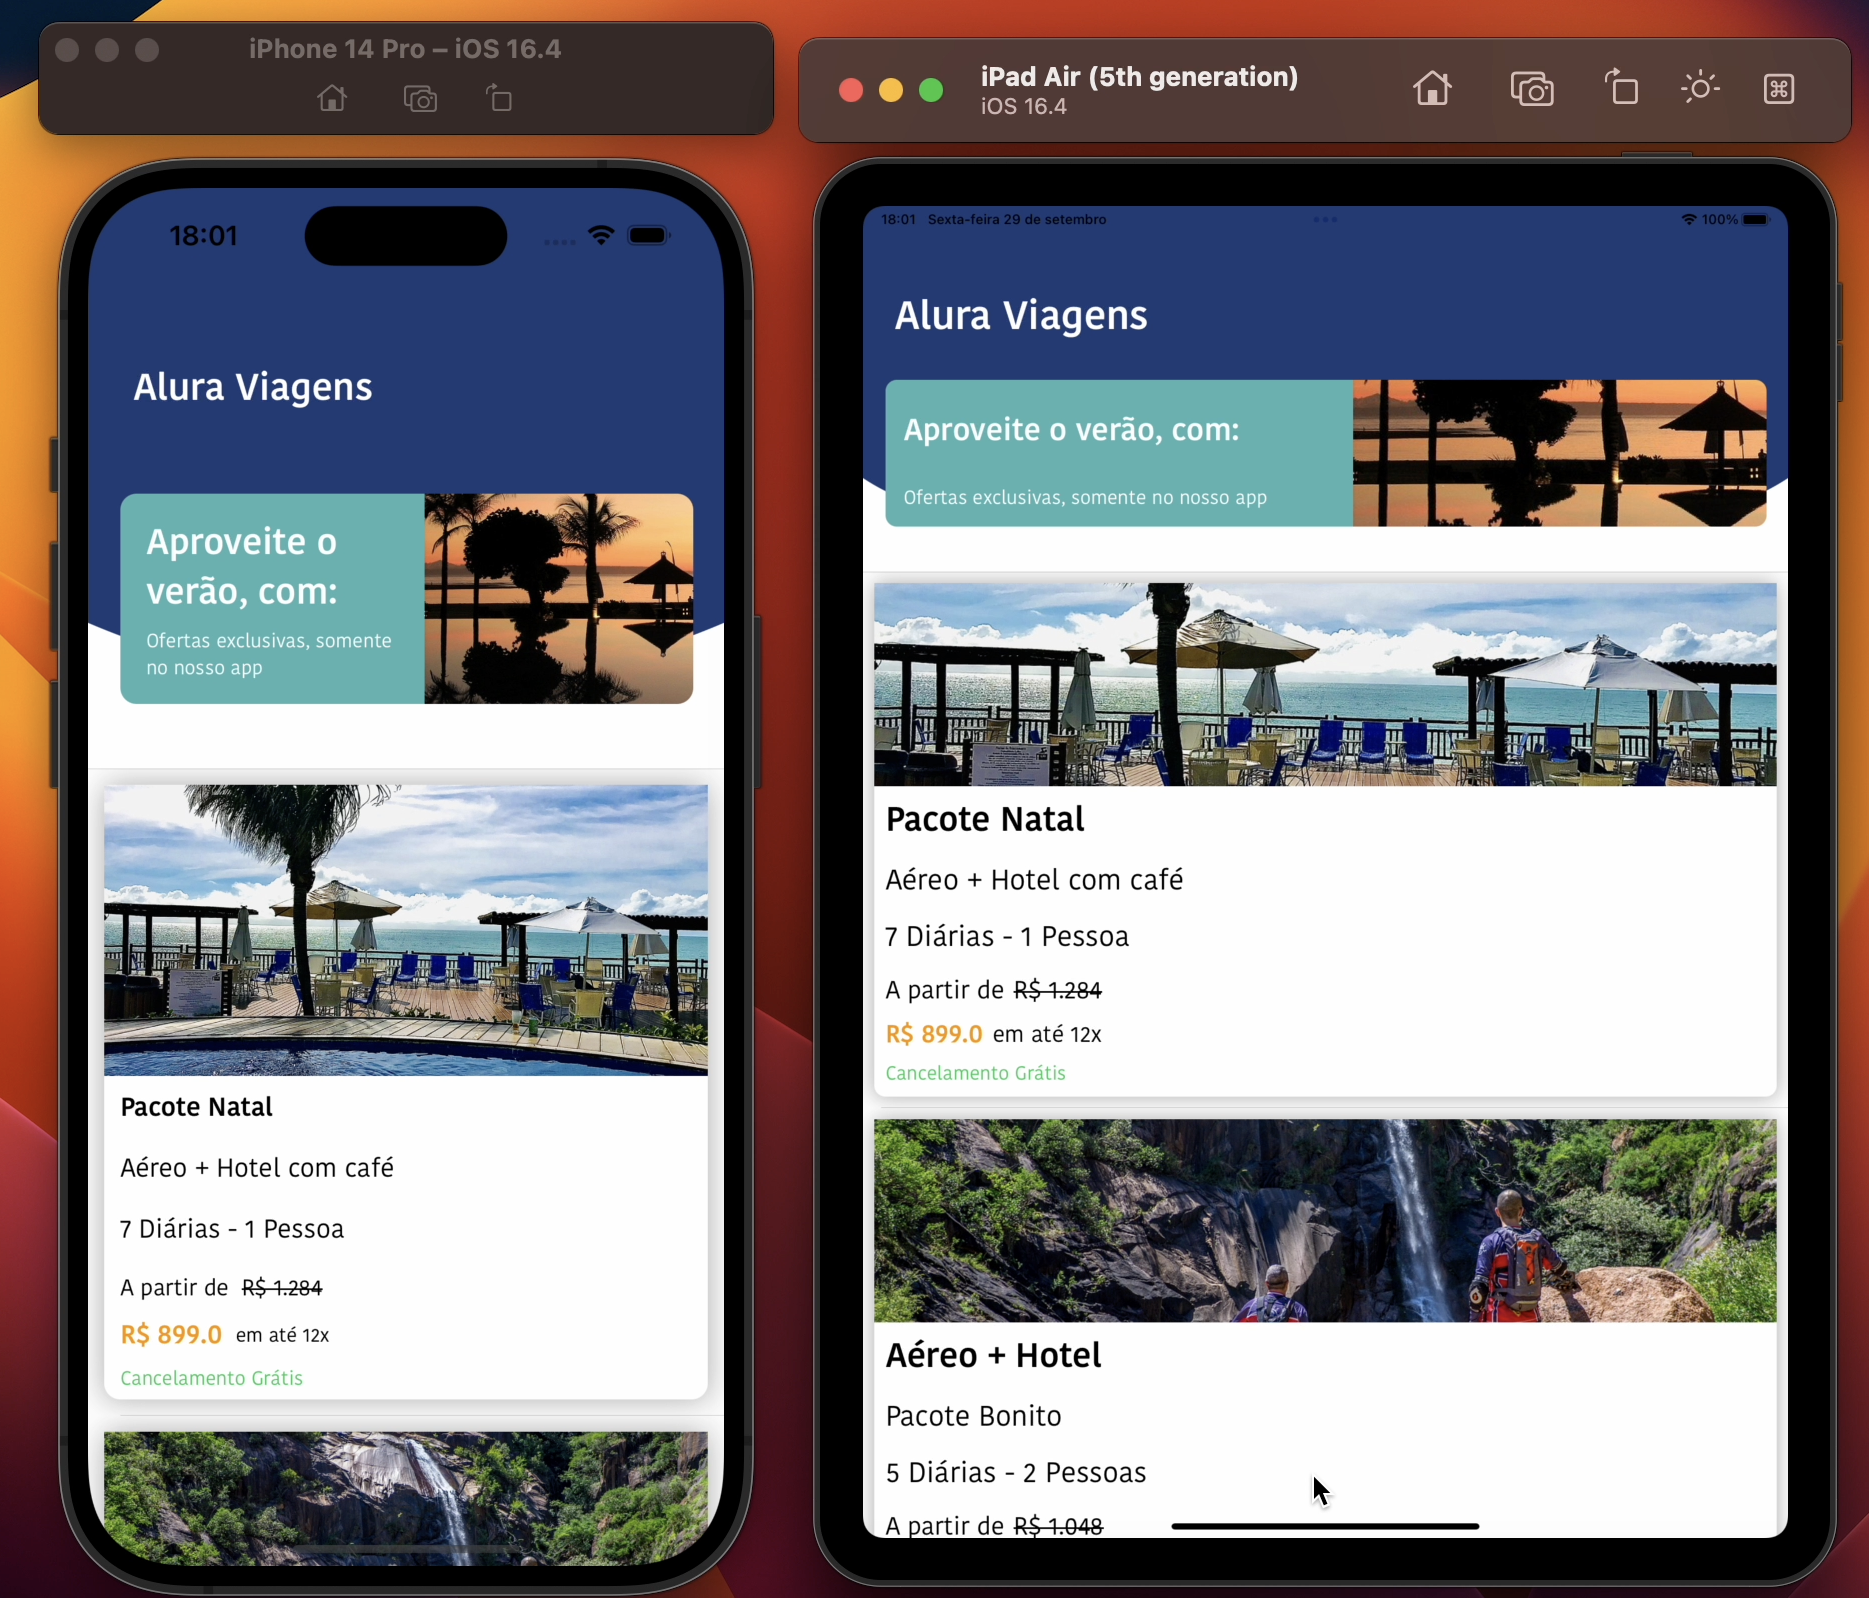 iPhone 14 Pro – iOS 16.4
18:01
Alura Viagens
Aproveite o
verão, com:
Ofertas exclusivas, somente
no nosso app
Pacote Natal
Aéreo + Hotel com café
7 Diárias - 1 Pessoa
A partir de R$ 1.284
R$ 899.0 em até 12x
Cancelamento Grátis
iPad Air (5th generation)
iOS 16.4
18:01 Sexta-feira 29 de setembro
100%
Alura Viagens
Aproveite o verão, com:
Ofertas exclusivas, somente no nosso app
Pacote Natal
Aéreo + Hotel com café
7 Diárias - 1 Pessoa
A partir de R$ 1.284
R$ 899.0 em até 12x
Cancelamento Grátis
Aéreo + Hotel
Pacote Bonito
5 Diárias - 2 Pessoas
A partir de R$ 1.048